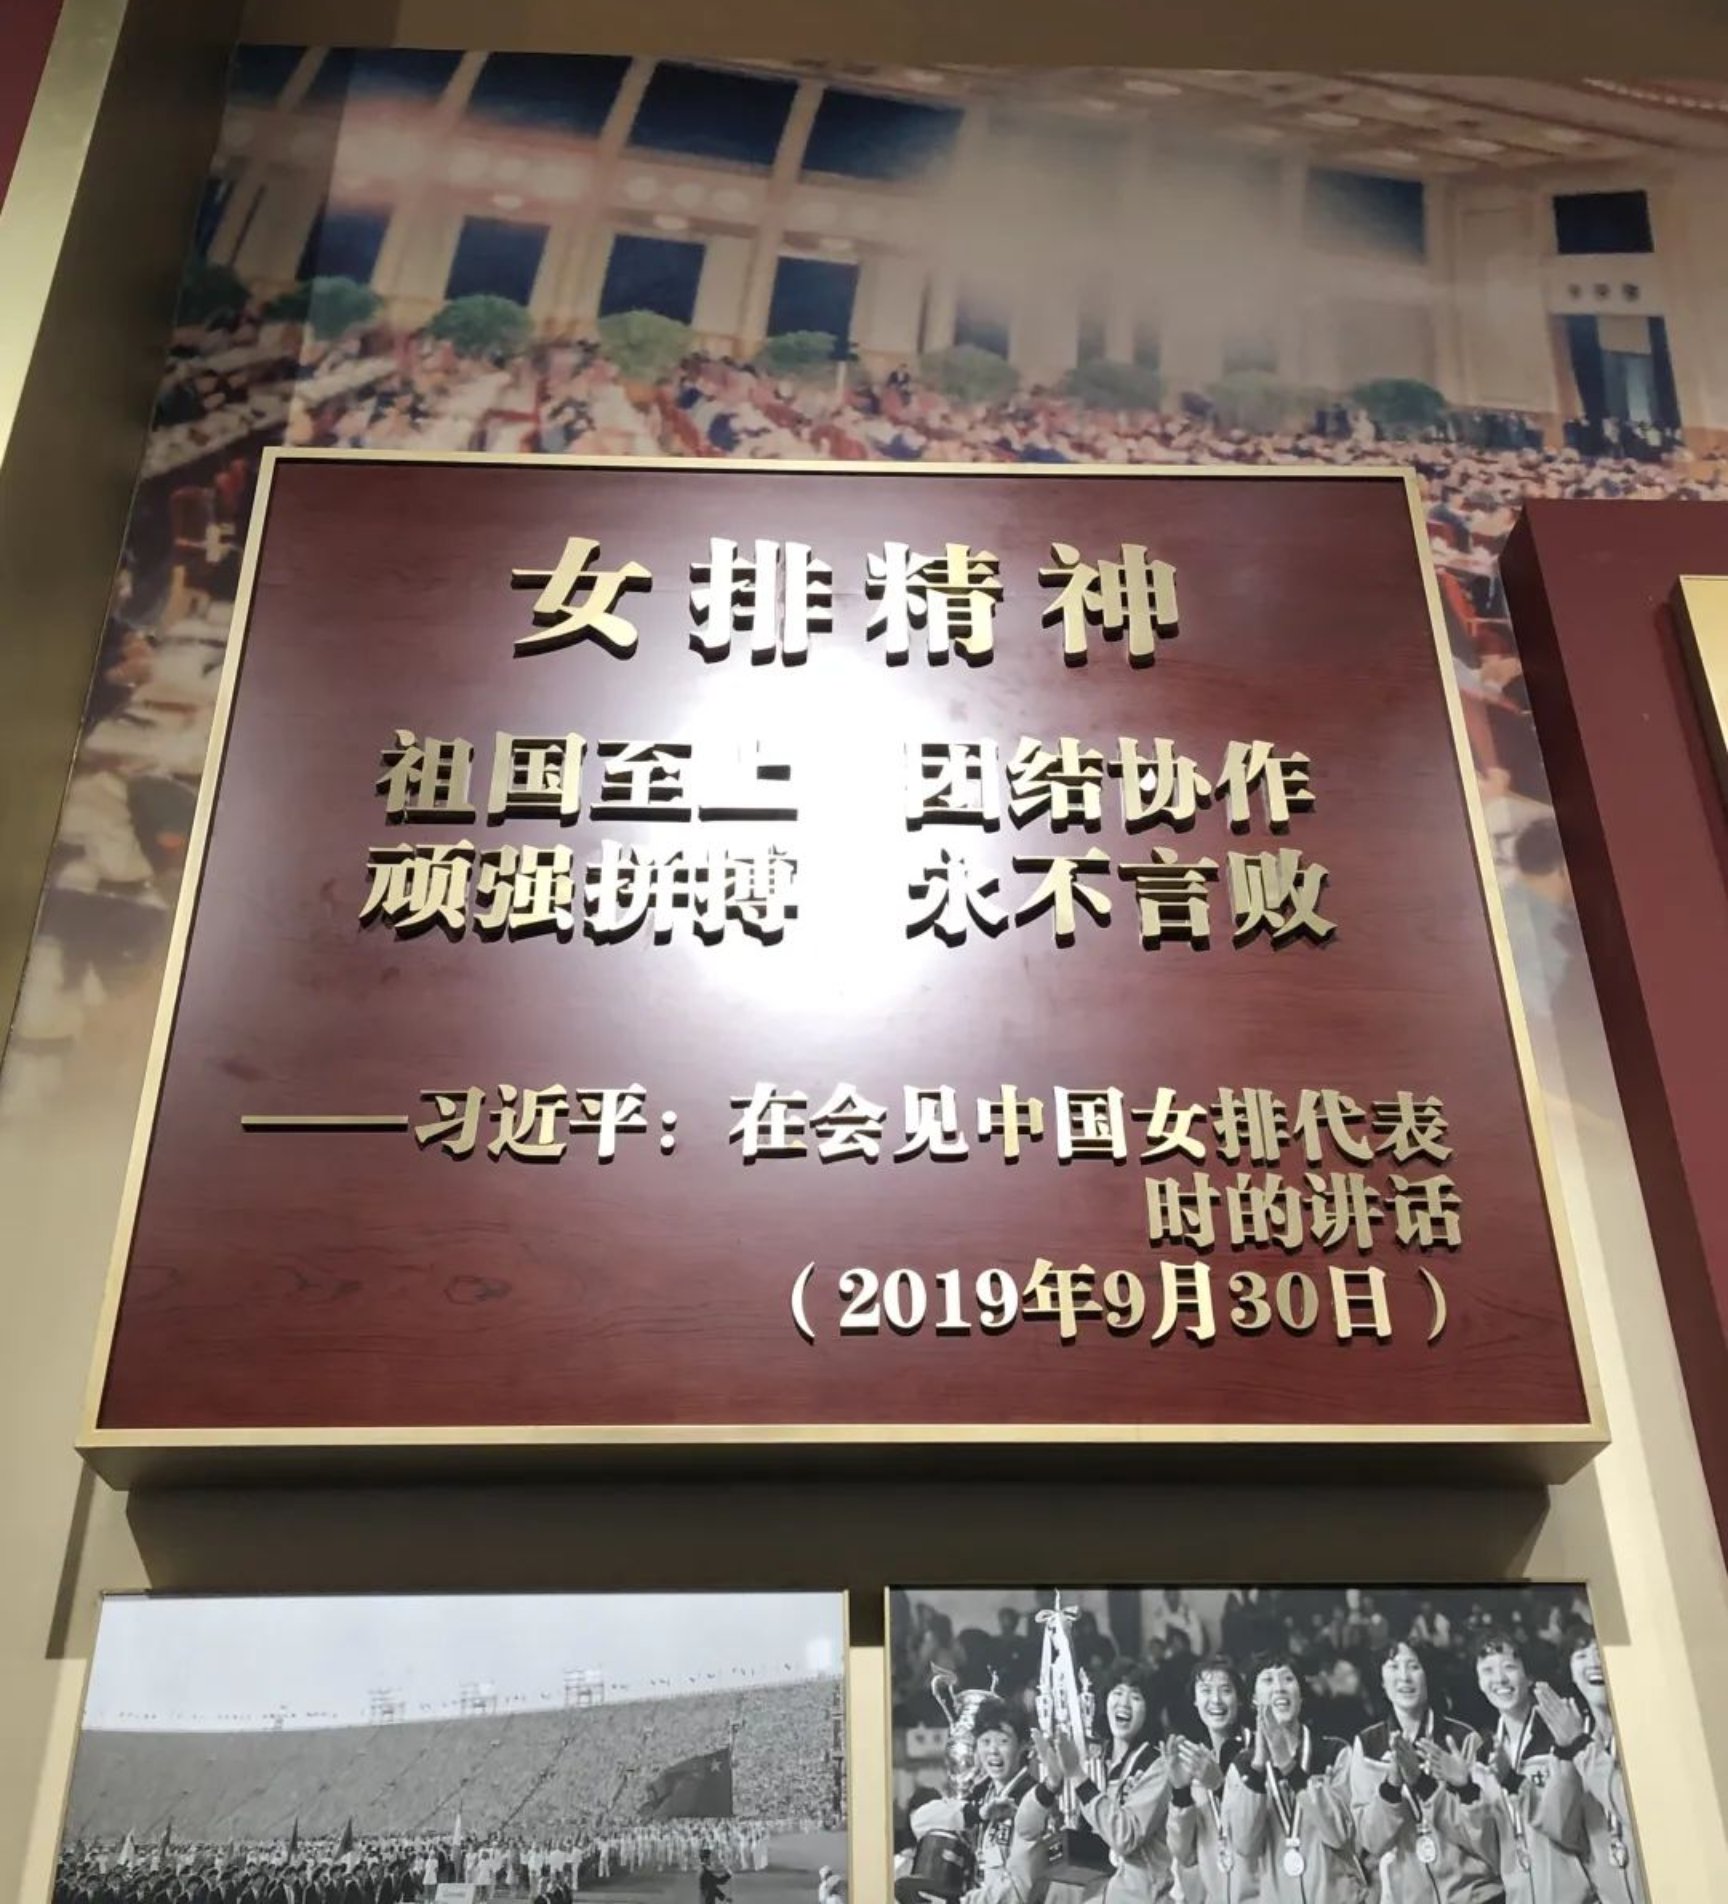 女排精神
祖国至上 团结协作
顽强拼搏 永不言败
——习近平：在会见中国女排代表
时的讲话
（2019年9月30日）